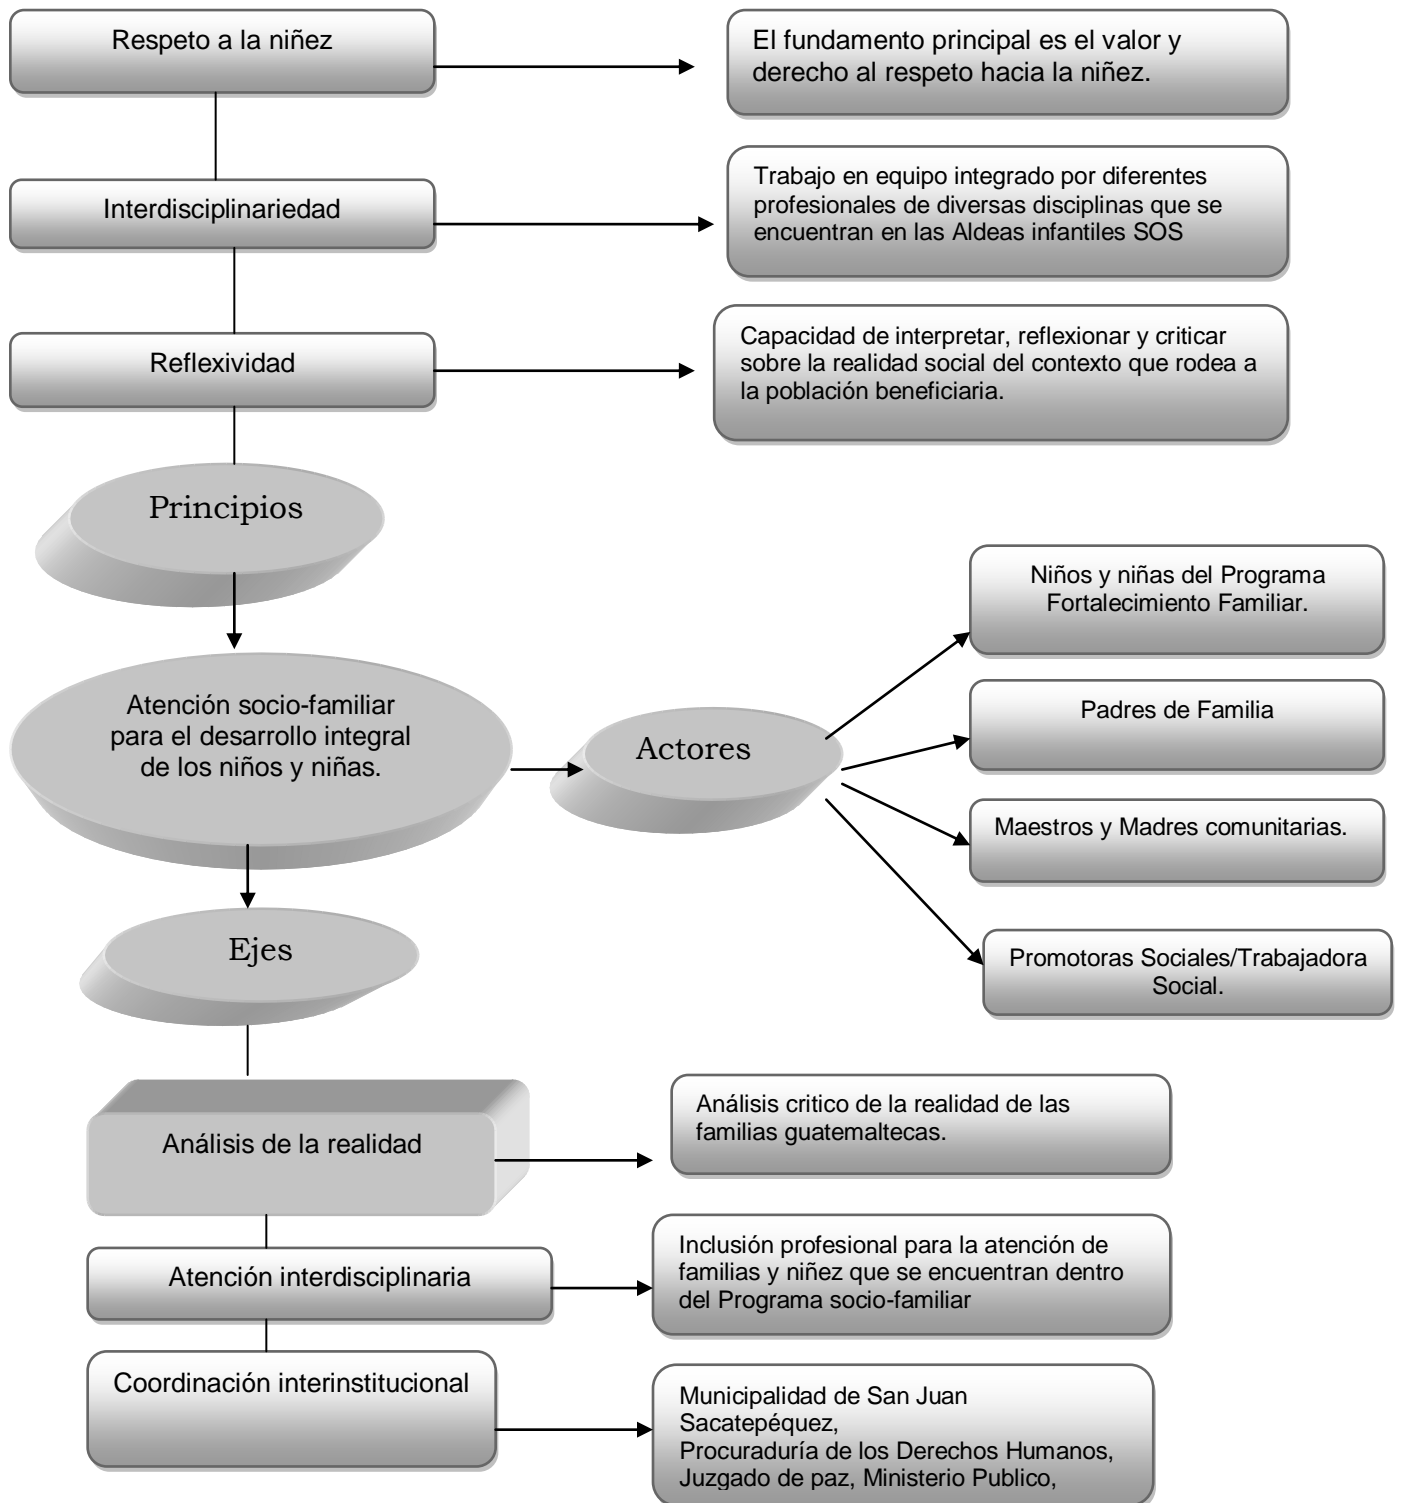 Respeto a la niñez
El fundamento principal es el valor y
derecho al respeto hacia la niñez.
Interdisciplinariedad
Trabajo en equipo integrado por diferentes
profesionales de diversas disciplinas que se
encuentran en las Aldeas infantiles SOS
Reflexividad
Capacidad de interpretar, reflexionar y criticar
sobre la realidad social del contexto que rodea a
la población beneficiaria.
Principios
Atención socio-familiar
para el desarrollo integral
de los niños y niñas.
Actores
Niños y niñas del Programa
Fortalecimiento Familiar.
Padres de Familia
Maestros y Madres comunitarias.
Promotoras Sociales/Trabajadora
Social.
Ejes
Análisis de la realidad
Análisis critico de la realidad de las
familias guatemaltecas.
Atención interdisciplinaria
Inclusión profesional para la atención de
familias y niñez que se encuentran dentro
del Programa socio-familiar
Coordinación interinstitucional
Municipalidad de San Juan
Sacatepéquez,
Procuraduría de los Derechos Humanos,
Juzgado de paz, Ministerio Publico,